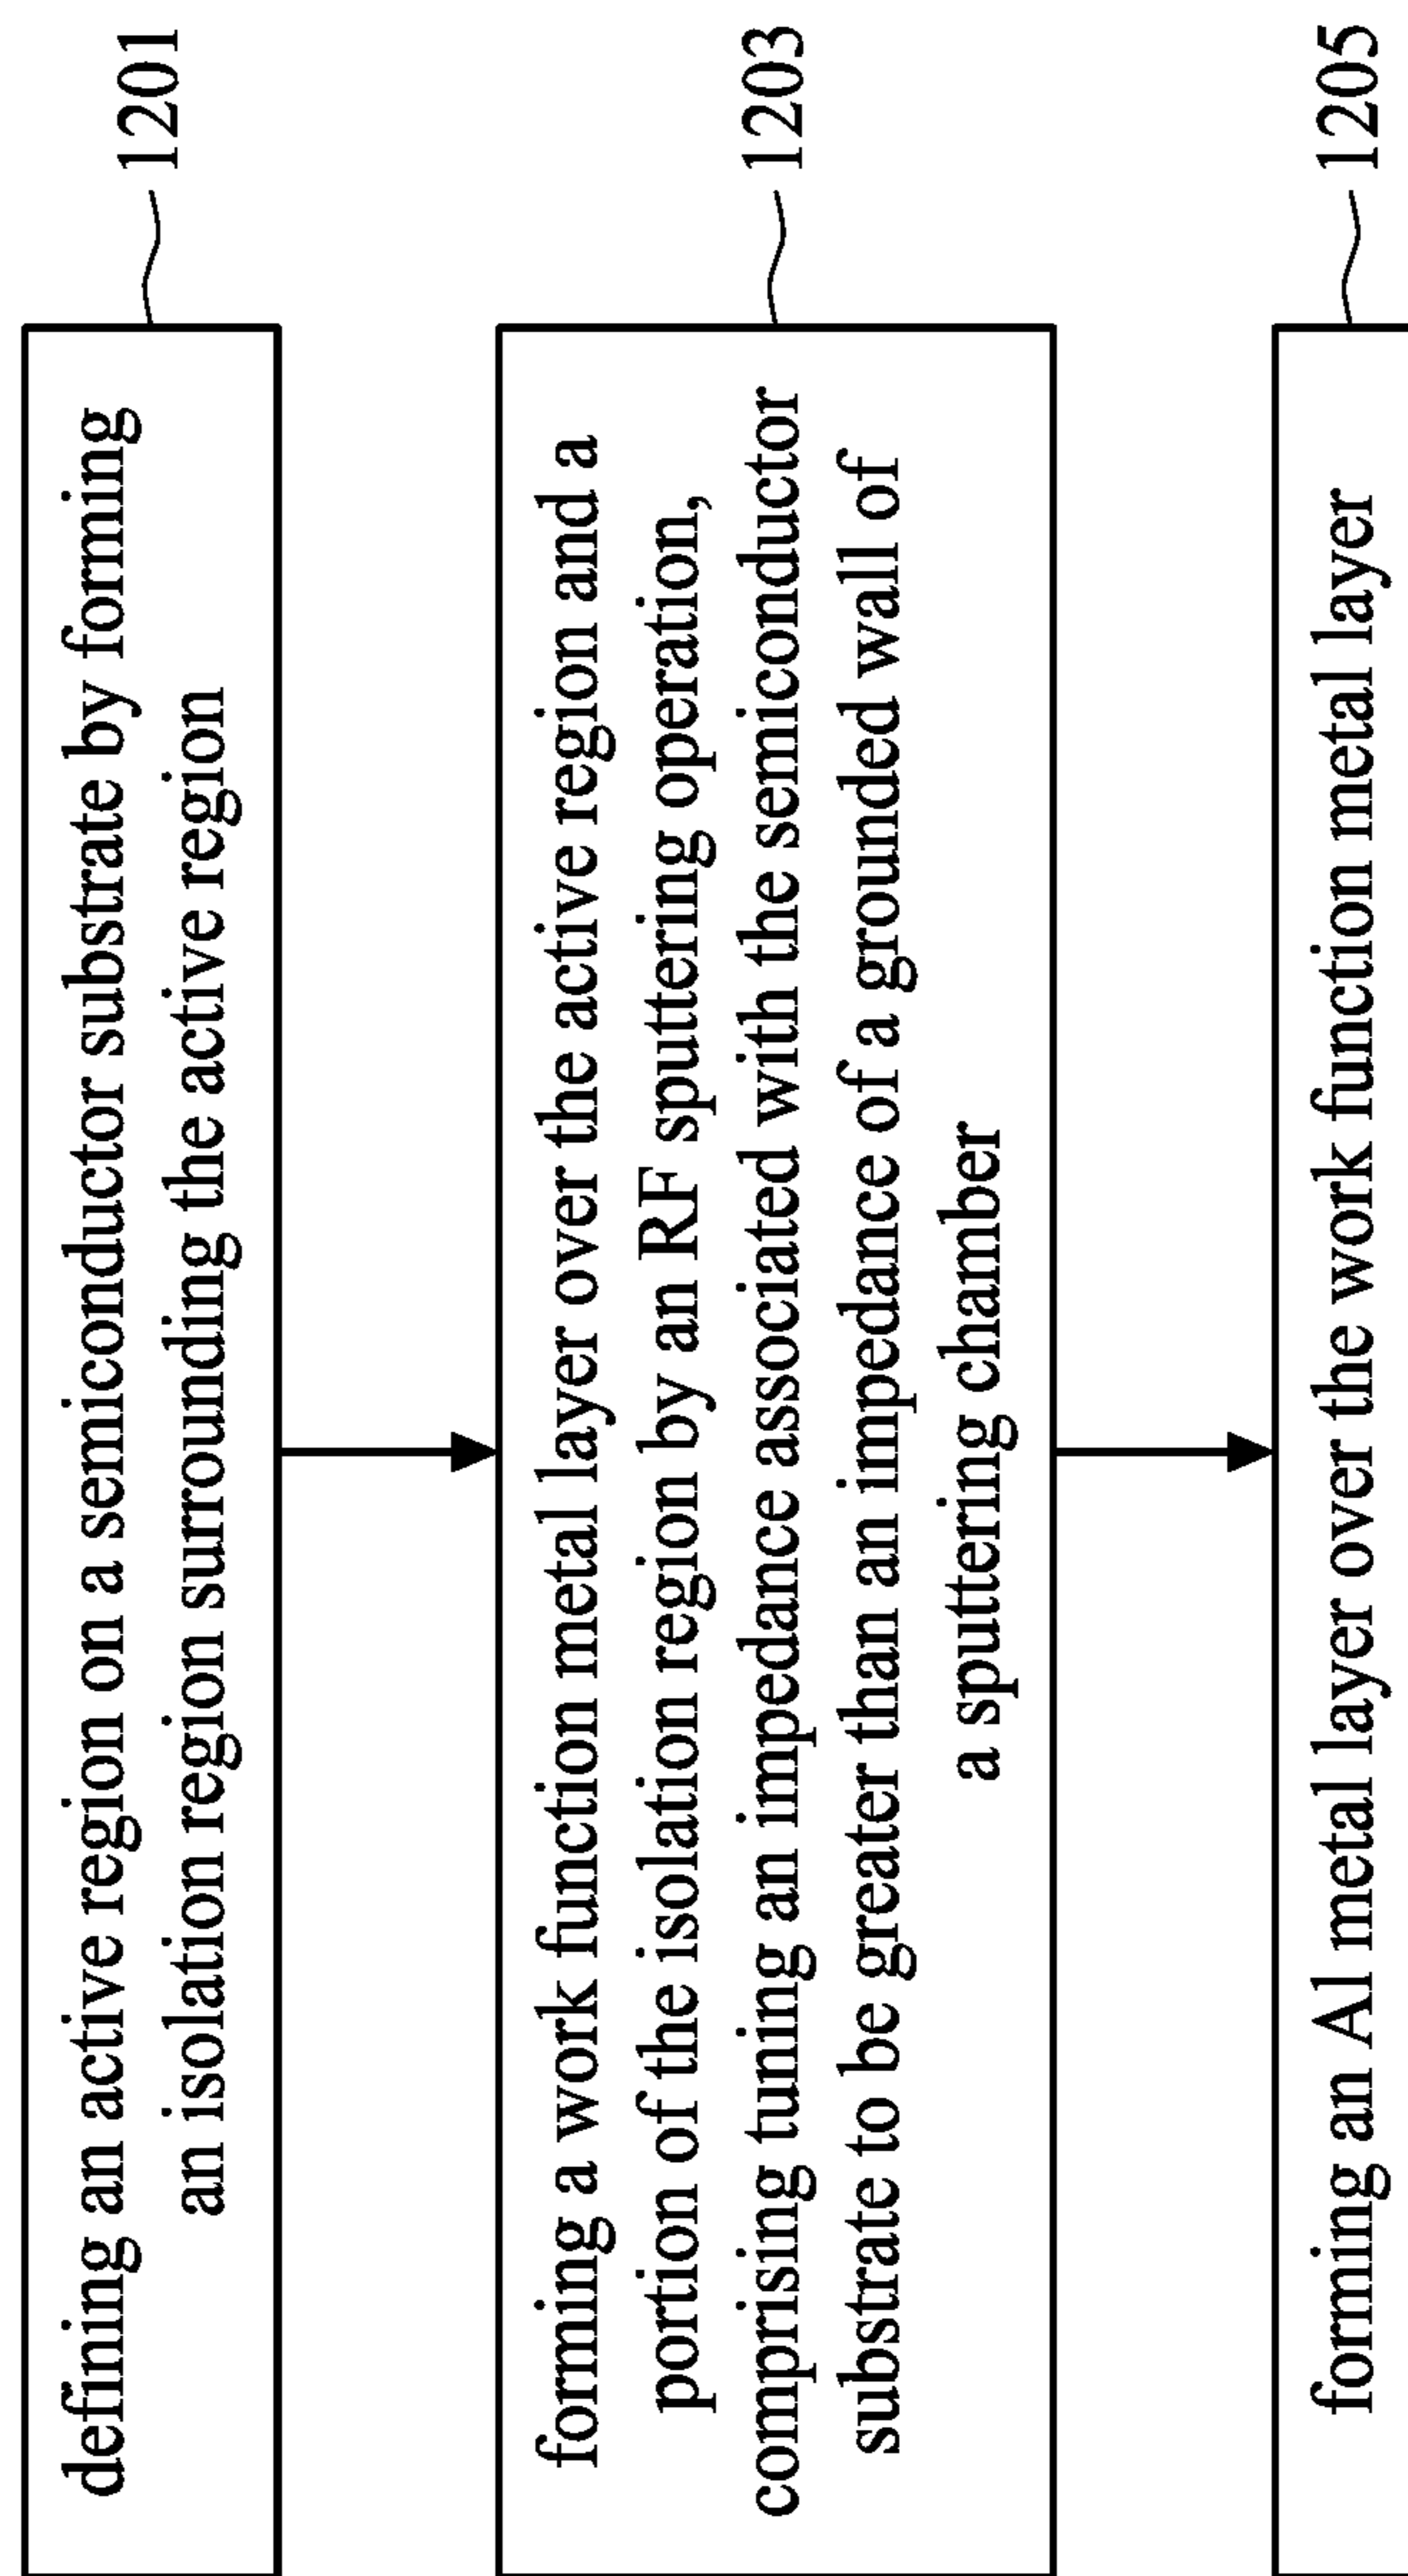 defining an active region on a semiconductor substrate by forming
an isolation region surrounding the active region
1201
forming a work function metal layer over the active region and a
portion of the isolation region by an RF sputtering operation,
comprising tuning an impedance associated with the semiconductor
substrate to be greater than an impedance of a grounded wall of
a sputtering chamber
1203
forming an Al metal layer over the work function metal layer
1205